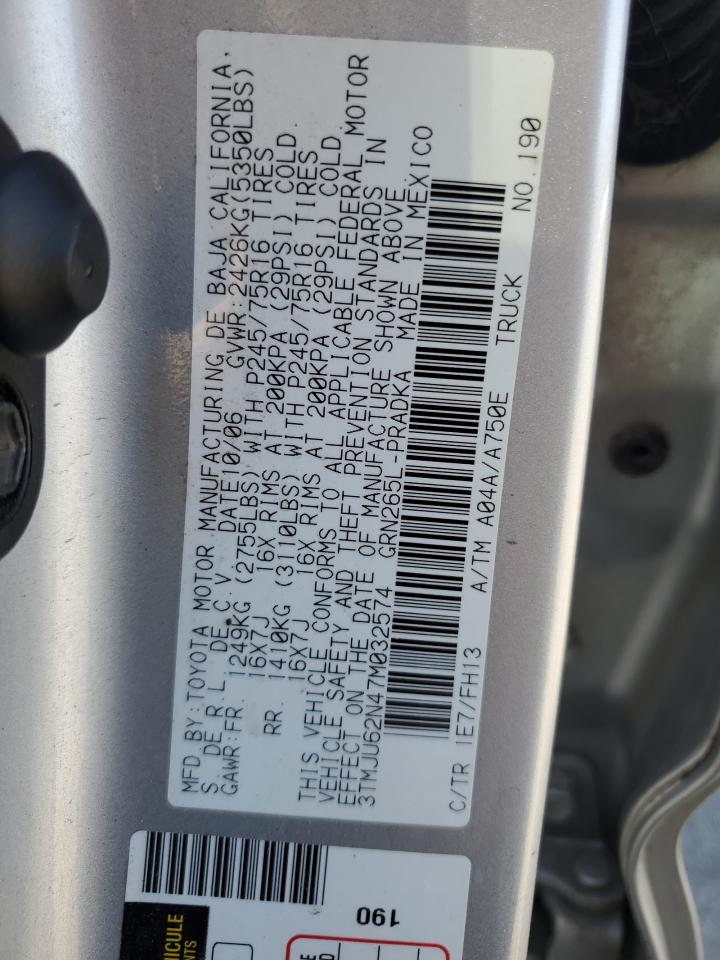 MFD BY:TOYOTA MOTOR MANUFACTURING DE BAJA CALIFORNIA,
S. DE R L DE C V DATE10/06 GVWR:2426KG(5350LBS)
GAWR:FR. 1249KG (2755LBS)WITH P245/75R16 TIRES
16X7J 16X RIMS AT 200KPA (29PSI) COLD
RR. 1410KG (3110LBS) WITH P245/75R16 TIRES
16X7J 16X RIMS AT 200KPA (29PSI) COLD
THIS VEHICLE CONFORMS TO ALL APPLICABLE FEDERAL MOTOR
VEHICLE SAFETY AND THEFT PREVENTION STANDARDS IN
EFFECT ON THE DATE OF MANUFACTURE SHOWN ABOVE.
3TMJU62N47M032574 GRN265L-PRADKA MADE IN MEXICO
C/TR 1E7/FH13 A/TM A04A/A750E TRUCK NO.190
190